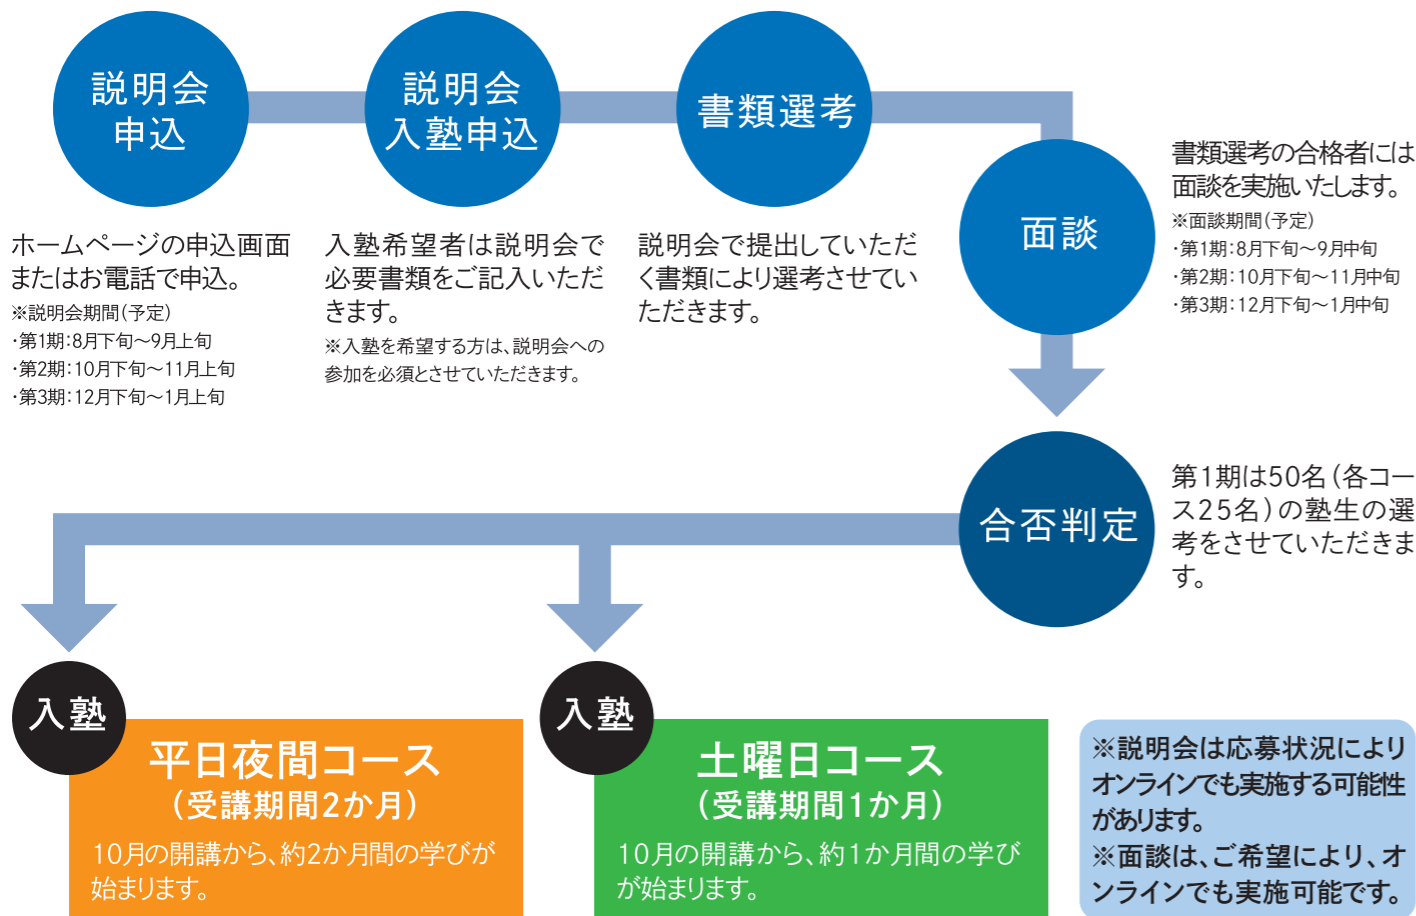 説明会
申込
説明会
入塾申込
書類選考
ホームページの申込画面
またはお電話で申込。
※説明会期間(予定)
・第1期:8月下旬〜9月上旬
・第2期:10月下旬〜11月上旬
・第3期:12月下旬〜1月上旬
入塾希望者は説明会で
必要書類をご記入いただ
きます。
※入塾を希望する方は、説明会への
参加を必須とさせていただきます。
説明会で提出していただ
く書類により選考させてい
ただきます。
面談
書類選考の合格者には
面談を実施いたします。
※面談期間(予定)
・第1期:8月下旬〜9月中旬
・第2期:10月下旬〜11月中旬
・第3期:12月下旬〜1月中旬
合否判定
第1期は50名(各コー
ス25名)の塾生の選
考をさせていただきま
す。
入塾
平日夜間コース
(受講期間2か月)
10月の開講から、約2か月間の学びが
始まります。
入塾
土曜日コース
(受講期間1か月)
10月の開講から、約1か月間の学び
が始まります。
※説明会は応募状況により
オンラインでも実施する可能性
があります。
※面談は、ご希望により、オ
ンラインでも実施可能です。